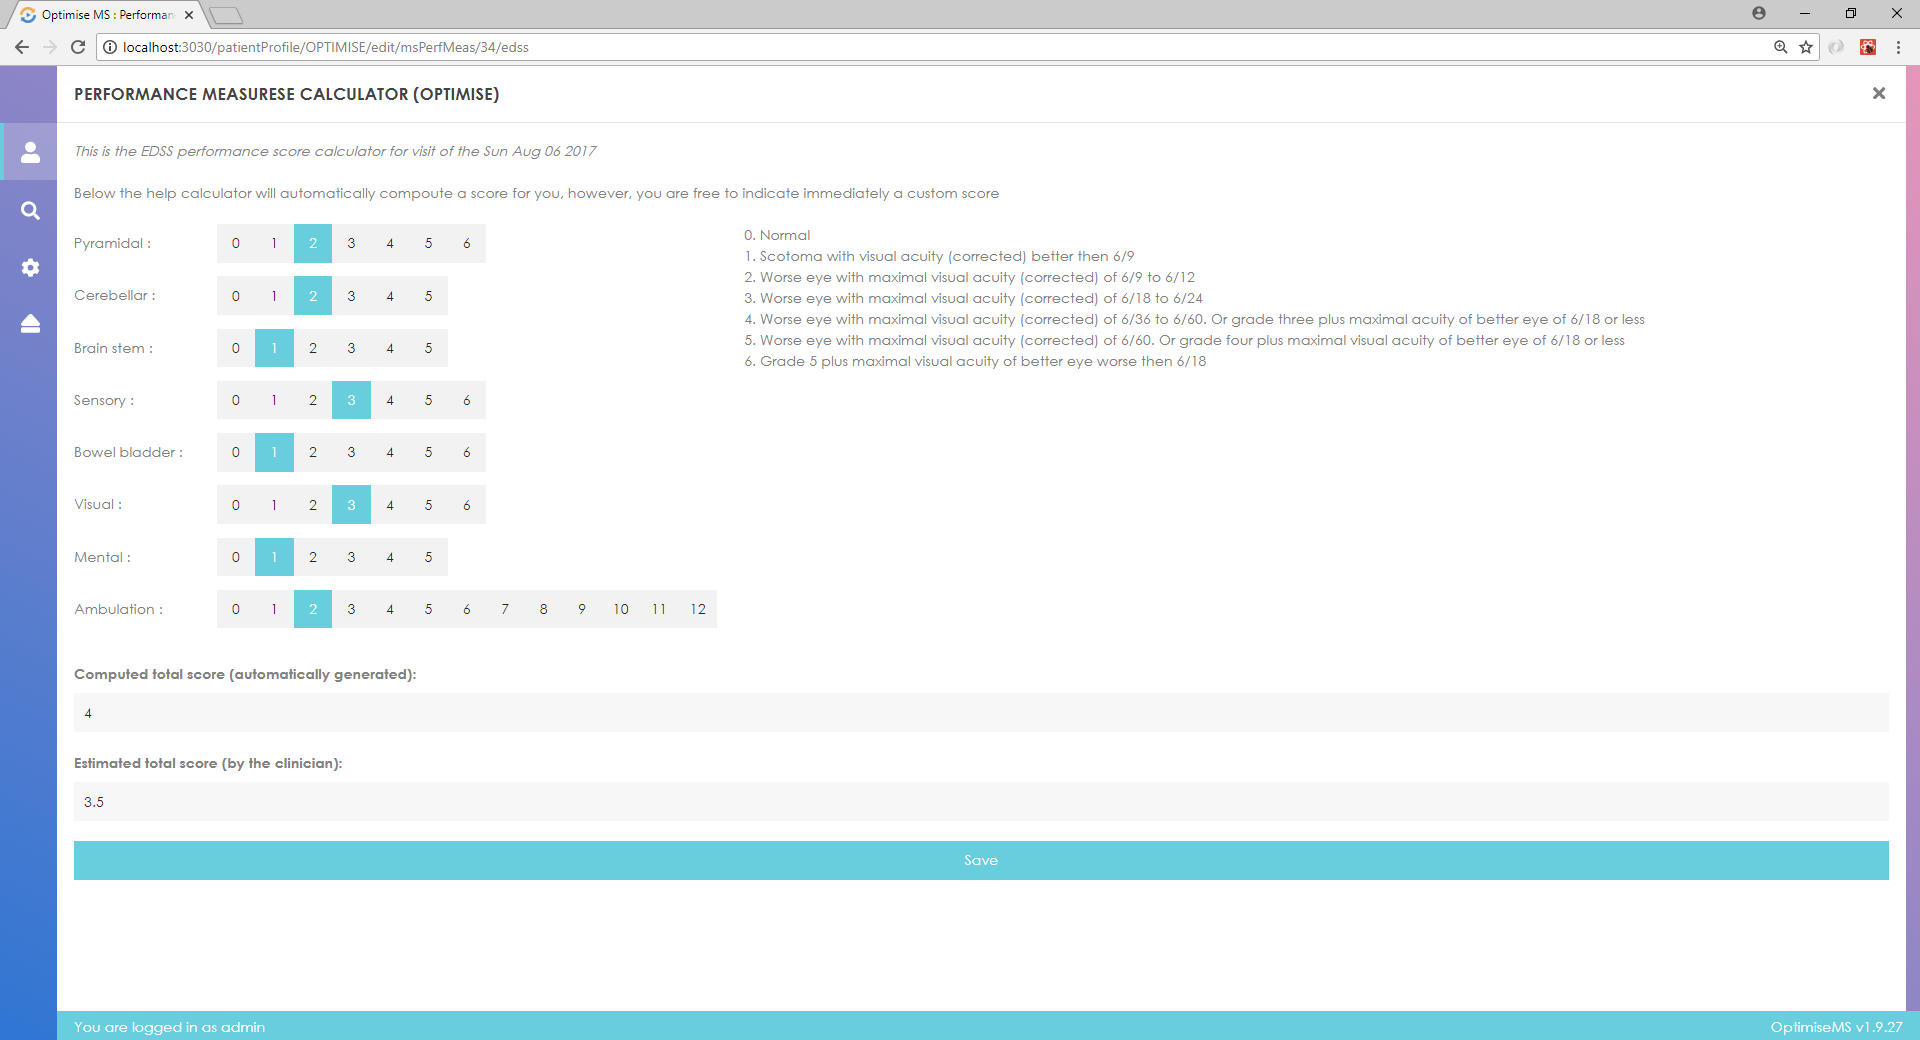 Optimise MS : Performan
localhost:3030/patientProfile/OPTIMISE/edit/msPerfMeas/34/edss
PERFORMANCE MEASURESE CALCULATOR (OPTIMISE)
This is the EDSS performance score calculator for visit of the Sun Aug 06 2017
Below the help calculator will automatically compoute a score for you, however, you are free to indicate immediately a custom score
Pyramidal : 0 1 2 3 4 5 6
Cerebellar : 0 1 2 3 4 5
Brain stem : 0 1 2 3 4 5
Sensory : 0 1 2 3 4 5 6
Bowel bladder : 0 1 2 3 4 5 6
Visual : 0 1 2 3 4 5 6
Mental : 0 1 2 3 4 5
Ambulation : 0 1 2 3 4 5 6 7 8 9 10 11 12
0. Normal
1. Scotoma with visual acuity (corrected) better then 6/9
2. Worse eye with maximal visual acuity (corrected) of 6/9 to 6/12
3. Worse eye with maximal visual acuity (corrected) of 6/18 to 6/24
4. Worse eye with maximal visual acuity (corrected) of 6/36 to 6/60. Or grade three plus maximal acuity of better eye of 6/18 or less
5. Worse eye with maximal visual acuity (corrected) of 6/60. Or grade four plus maximal visual acuity of better eye of 6/18 or less
6. Grade 5 plus maximal visual acuity of better eye worse then 6/18
Computed total score (automatically generated):
4
Estimated total score (by the clinician):
3.5
Save
You are logged in as admin
OptimiseMS v1.9.27